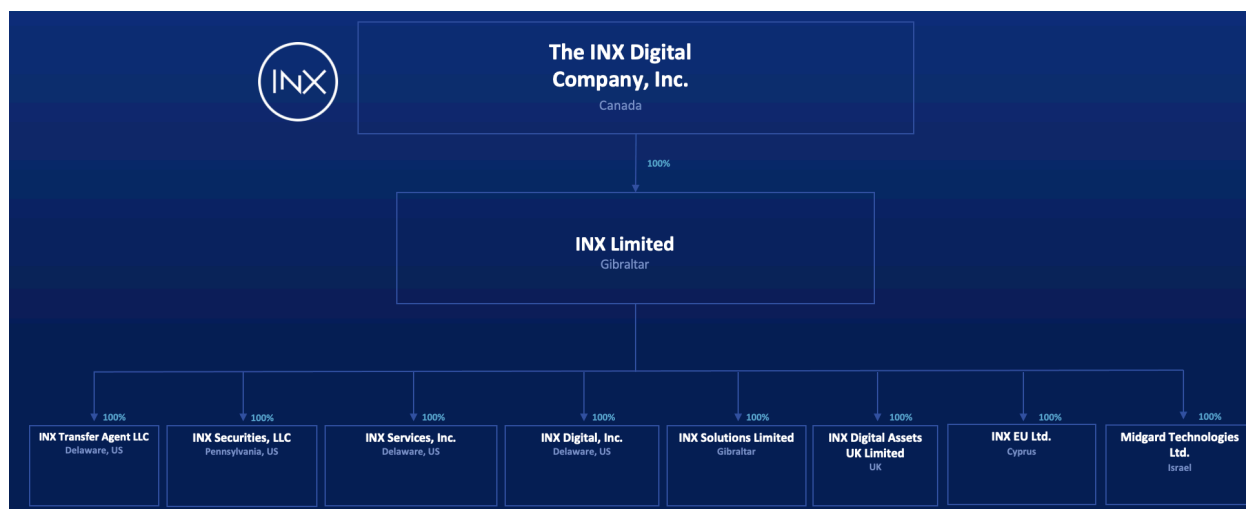 The INX Digital
Company, Inc.
Canada
INX
100%
INX Limited
Gibraltar
100%
100%
100%
100%
100%
100%
100%
100%
INX Transfer Agent LLC
Delaware, US
INX Securities, LLC
Pennsylvania, US
INX Services, Inc.
Delaware, US
INX Digital, Inc.
Delaware, US
INX Solutions Limited
Gibraltar
INX Digital Assets
UK Limited
UK
INX EU Ltd.
Cyprus
Midgard Technologies
Ltd.
Israel